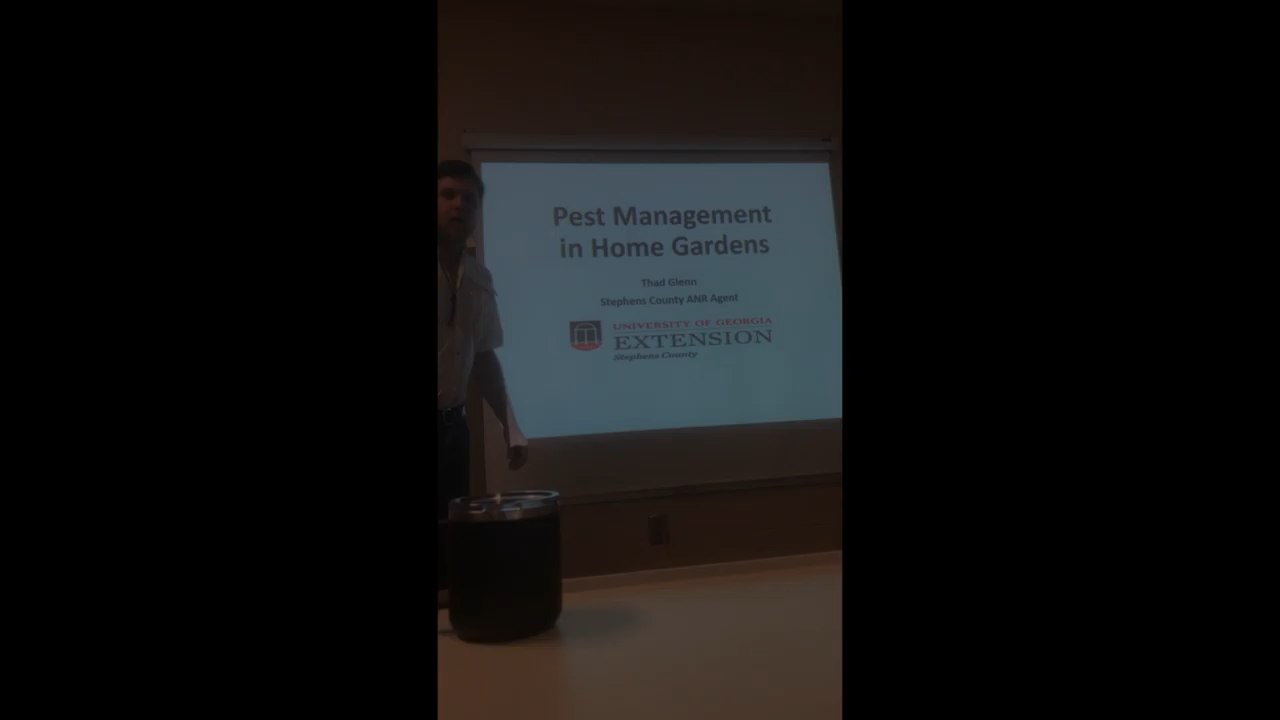 Pest Management
in Home Gardens
Thad Glenn
Stephens County ANR Agent
UNIVERSITY OF GEORGIA
EXTENSION
Stephens County